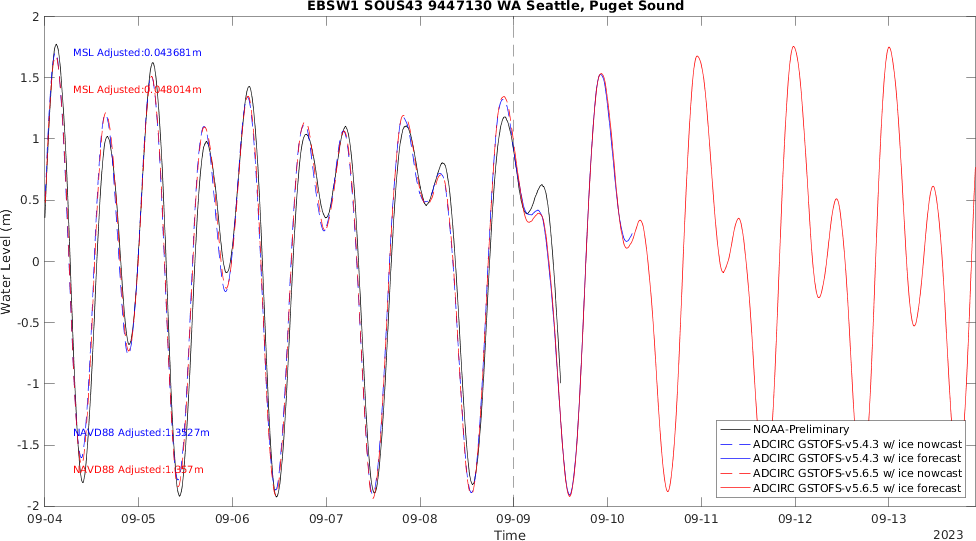 EBSW1 SOUS43 9447130 WA Seattle, Puget Sound
2
1.5
1
0.5
0
-0.5
-1
-1.5
-2
Water Level (m)
MSL Adjusted:0.043681m
MSL Adjusted:0.048014m
NAVD88 Adjusted:1.3527m
NAVD88 Adjusted:1.357m
NOAA-Preliminary
ADCIRC GSTOFS-v5.4.3 w/ ice nowcast
ADCIRC GSTOFS-v5.4.3 w/ ice forecast
ADCIRC GSTOFS-v5.6.5 w/ ice nowcast
ADCIRC GSTOFS-v5.6.5 w/ ice forecast
09-04 09-05 09-06 09-07 09-08 09-09 09-10 09-11 09-12 09-13
Time
2023